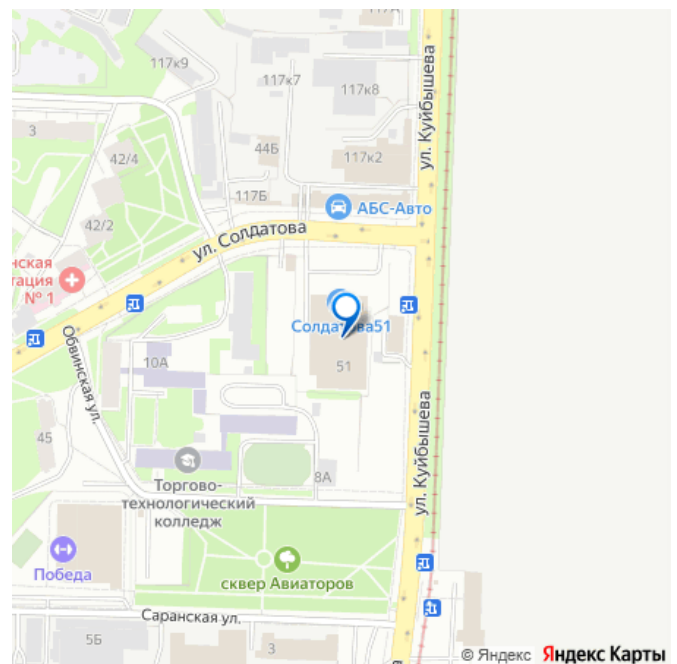 117А
117к9
117к7
117к8
3
44Б
42/4
117к2
ул. Куйбышева
117Б
АБС-Авто
42/2
ул. Солдатова
нская
тация
№ 1
Солдатова51
Обвинская ул.
10А
51
45
ул. Куйбышева
8А
Торгово-
технологический
колледж
Победа
сквер Авиаторов
Саранская ул.
5Б
3
а
© Яндекс Яндекс Карты